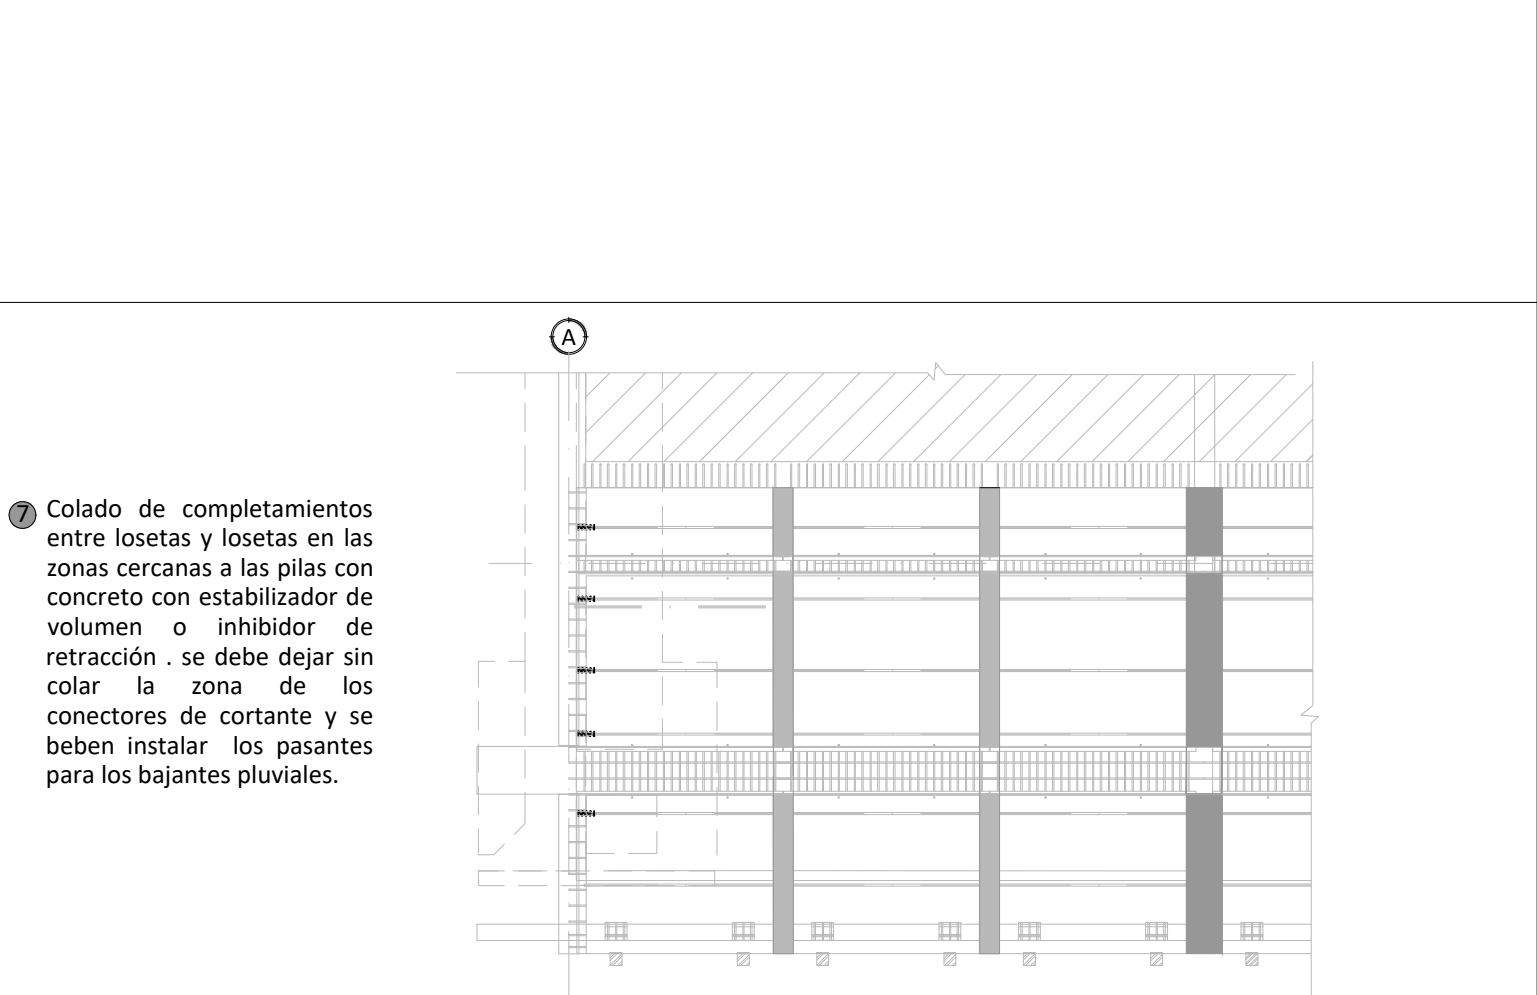 A
7 Colado de completamientos
entre losetas y losetas en las
zonas cercanas a las pilas con
concreto con estabilizador de
volumen o inhibidor de
retracción . se debe dejar sin
colar la zona de los
conectores de cortante y se
beben instalar los pasantes
para los bajantes pluviales.